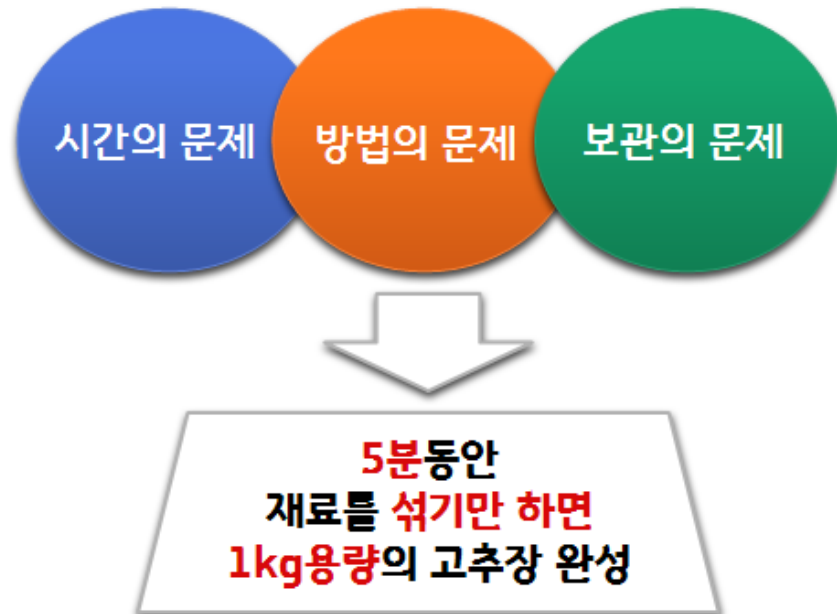 시간의 문제
방법의 문제
보관의 문제
5분동안
재료를 섞기만 하면
1kg용량의 고추장 완성